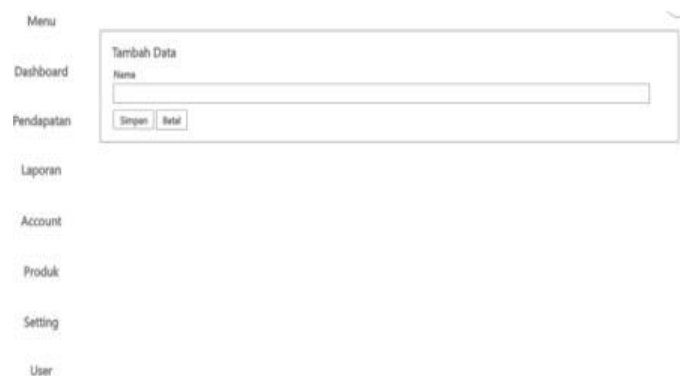 Menu
Dashboard
Pendapatan
Laporan
Account
Produk
Setting
User
Tambah Data
Nama
Simpan Batal